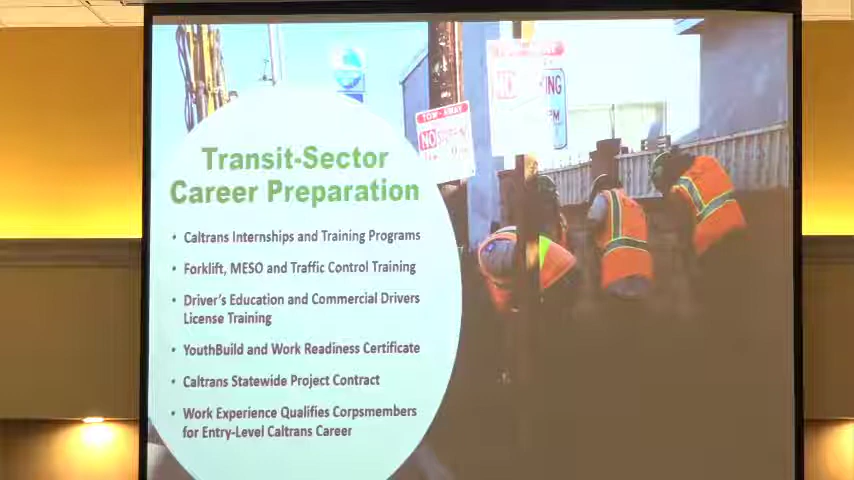 Transit-Sector
Career Preparation
• Caltrans Internships and Training Programs
• Forklift, MESO and Traffic Control Training
• Driver's Education and Commercial Drivers
License Training
• YouthBuild and Work Readiness Certificate
• Caltrans Statewide Project Contract
• Work Experience Qualifies Corpsmembers
for Entry-Level Caltrans Career
TOW-AWAY
NO
NO